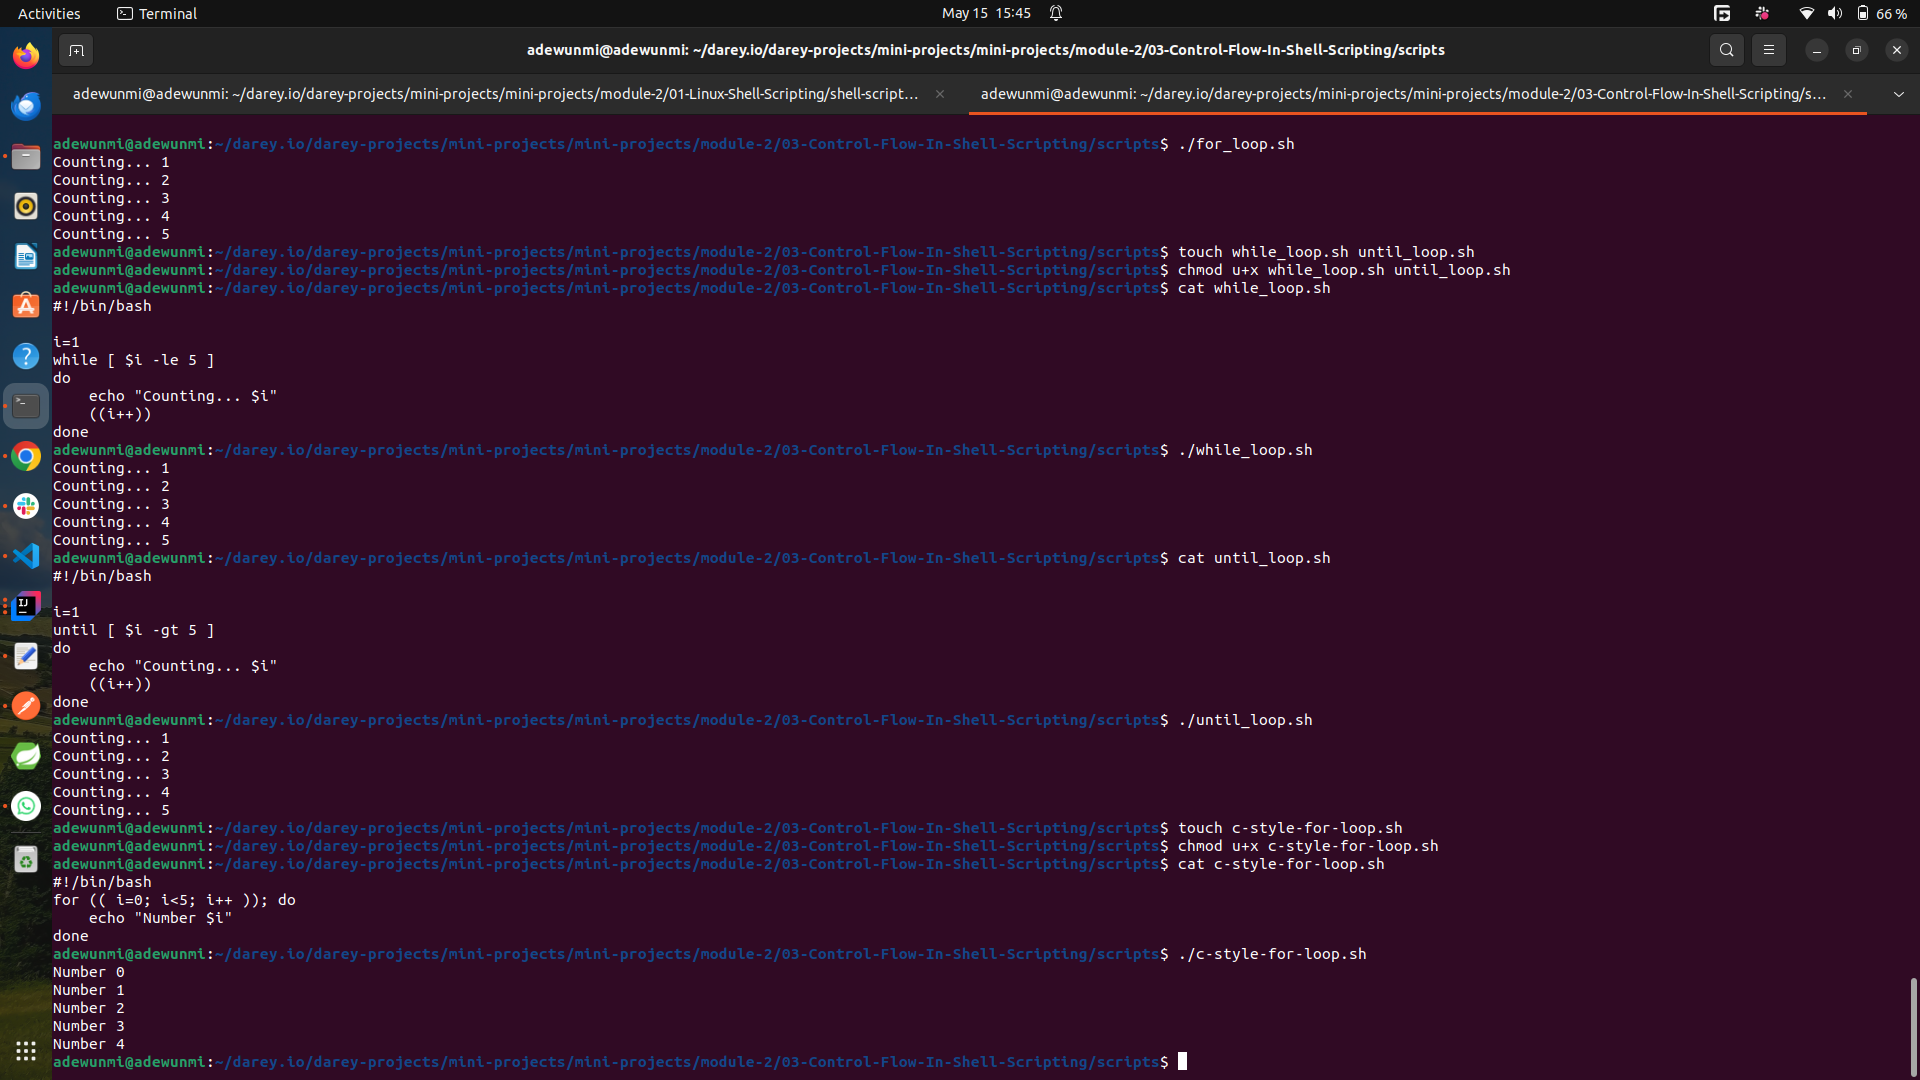 Activities
Terminal
May 15 15:45
66 %
adewunmi@adewunmi: ~/darey.io/darey-projects/mini-projects/mini-projects/module-2/03-Control-Flow-In-Shell-Scripting/scripts
adewunmi@adewunmi: ~/darey.io/darey-projects/mini-projects/mini-projects/module-2/01-Linux-Shell-Scripting/shell-script...
adewunmi@adewunmi: ~/darey.io/darey-projects/mini-projects/mini-projects/module-2/03-Control-Flow-In-Shell-Scripting/s...
adewunmi@adewunmi:~/darey.io/darey-projects/mini-projects/mini-projects/module-2/03-Control-Flow-In-Shell-Scripting/scripts$ ./for_loop.sh
Counting... 1
Counting... 2
Counting... 3
Counting... 4
Counting... 5
adewunmi@adewunmi:~/darey.io/darey-projects/mini-projects/mini-projects/module-2/03-Control-Flow-In-Shell-Scripting/scripts$ touch while_loop.sh until_loop.sh
adewunmi@adewunmi:~/darey.io/darey-projects/mini-projects/mini-projects/module-2/03-Control-Flow-In-Shell-Scripting/scripts$ chmod u+x while_loop.sh until_loop.sh
adewunmi@adewunmi:~/darey.io/darey-projects/mini-projects/mini-projects/module-2/03-Control-Flow-In-Shell-Scripting/scripts$ cat while_loop.sh
#!/bin/bash
i=1
while [ $i -le 5 ]
do
    echo "Counting... $i"
    ((i++))
done
adewunmi@adewunmi:~/darey.io/darey-projects/mini-projects/mini-projects/module-2/03-Control-Flow-In-Shell-Scripting/scripts$ ./while_loop.sh
Counting... 1
Counting... 2
Counting... 3
Counting... 4
Counting... 5
adewunmi@adewunmi:~/darey.io/darey-projects/mini-projects/mini-projects/module-2/03-Control-Flow-In-Shell-Scripting/scripts$ cat until_loop.sh
#!/bin/bash
i=1
until [ $i -gt 5 ]
do
    echo "Counting... $i"
    ((i++))
done
adewunmi@adewunmi:~/darey.io/darey-projects/mini-projects/mini-projects/module-2/03-Control-Flow-In-Shell-Scripting/scripts$ ./until_loop.sh
Counting... 1
Counting... 2
Counting... 3
Counting... 4
Counting... 5
adewunmi@adewunmi:~/darey.io/darey-projects/mini-projects/mini-projects/module-2/03-Control-Flow-In-Shell-Scripting/scripts$ touch c-style-for-loop.sh
adewunmi@adewunmi:~/darey.io/darey-projects/mini-projects/mini-projects/module-2/03-Control-Flow-In-Shell-Scripting/scripts$ chmod u+x c-style-for-loop.sh
adewunmi@adewunmi:~/darey.io/darey-projects/mini-projects/mini-projects/module-2/03-Control-Flow-In-Shell-Scripting/scripts$ cat c-style-for-loop.sh
#!/bin/bash
for (( i=0; i<5; i++ )); do
    echo "Number $i"
done
adewunmi@adewunmi:~/darey.io/darey-projects/mini-projects/mini-projects/module-2/03-Control-Flow-In-Shell-Scripting/scripts$ ./c-style-for-loop.sh
Number 0
Number 1
Number 2
Number 3
Number 4
adewunmi@adewunmi:~/darey.io/darey-projects/mini-projects/mini-projects/module-2/03-Control-Flow-In-Shell-Scripting/scripts$